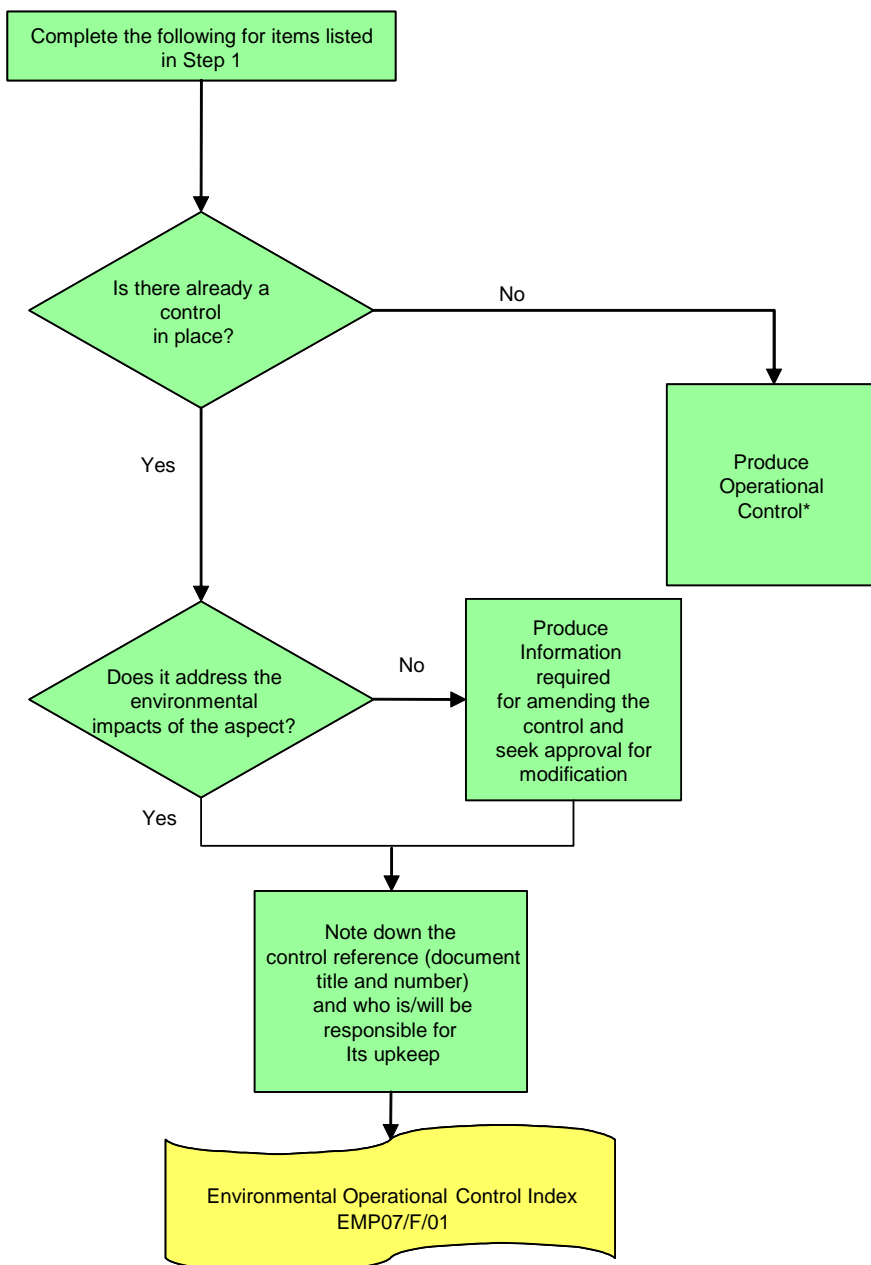 Complete the following for items listed
in Step 1
Is there already a
control
in place?
No
Yes
Produce
Operational
Control*
Does it address the
environmental
impacts of the aspect?
No
Produce
Information
required
for amending the
control and
seek approval for
modification
Yes
Note down the
control reference (document
title and number)
and who is/will be
responsible for
Its upkeep
Environmental Operational Control Index
EMP07/F/01